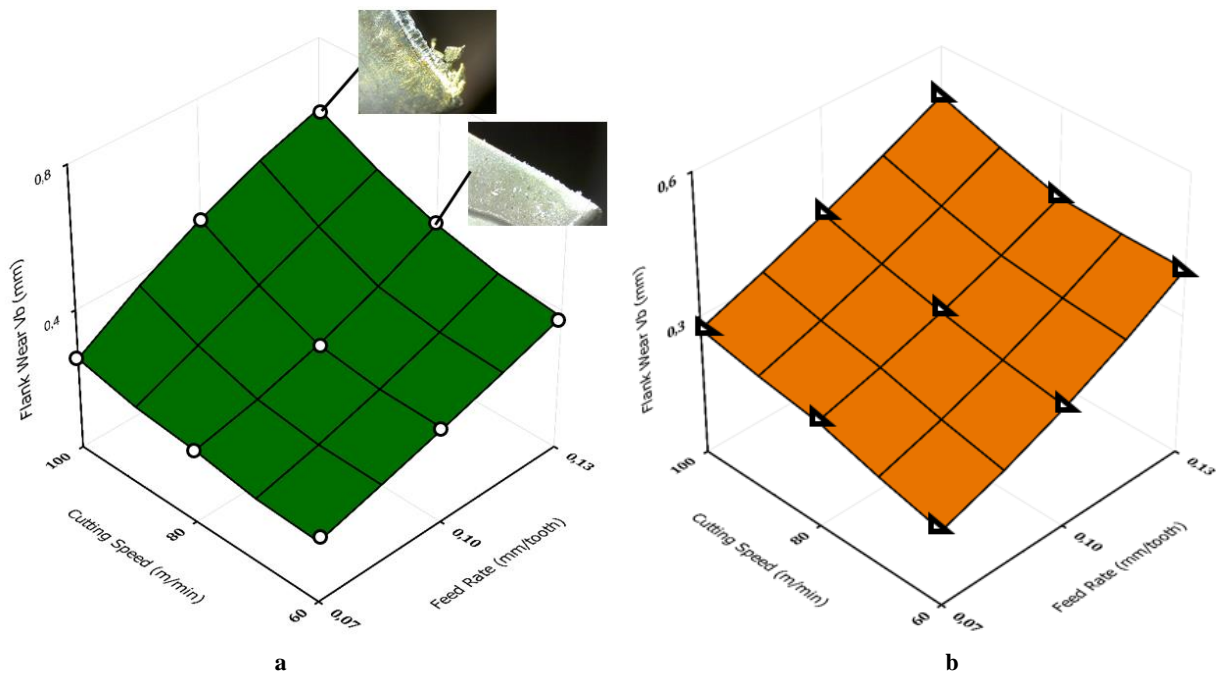 0,8
0,4
Flank Wear Vb (mm)
100
80
60
Cutting Speed (m/min)
0,07
0,10
0,13
Feed Rate (mm/tooth)
a
0,6
0,3
Flank Wear Vb (mm)
100
80
60
Cutting Speed (m/min)
0,07
0,10
0,13
Feed Rate (mm/tooth)
b